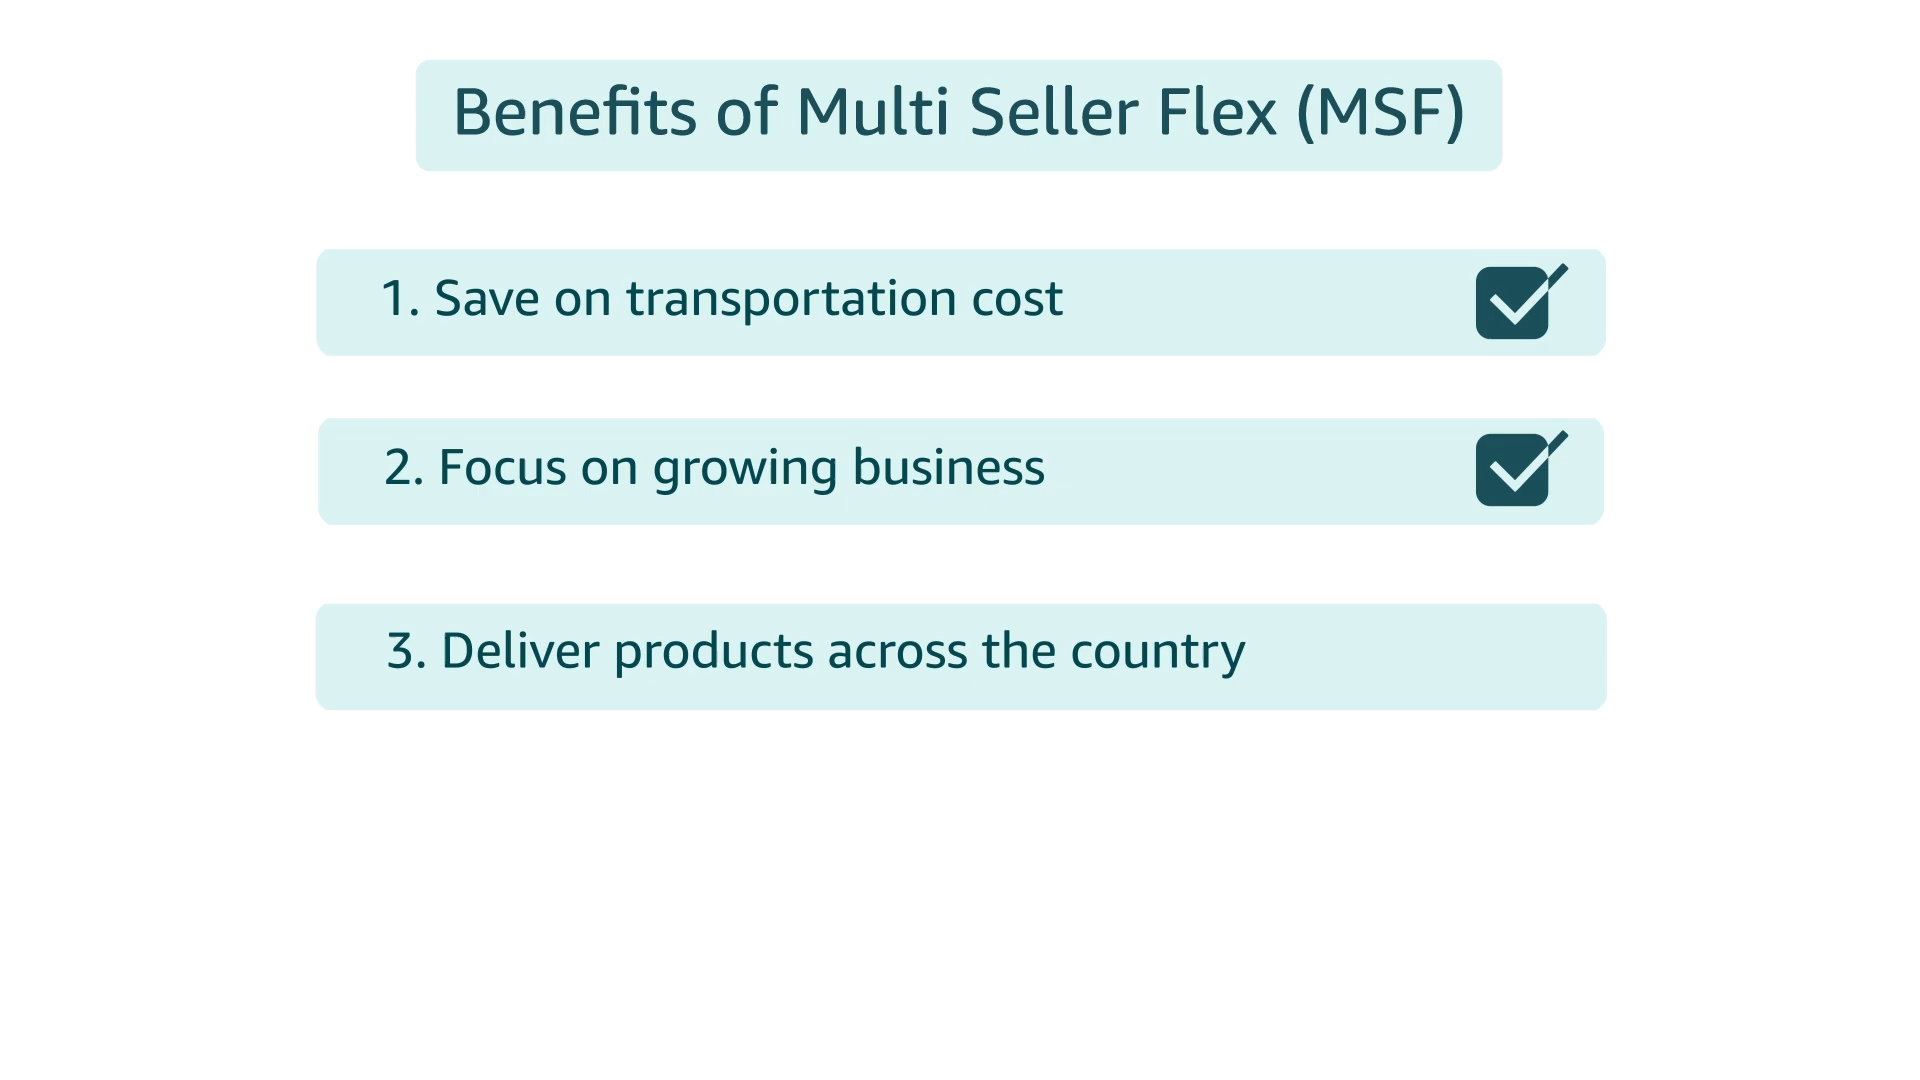 Benefits of Multi Seller Flex (MSF)
1. Save on transportation cost
2. Focus on growing business
3. Deliver products across the country